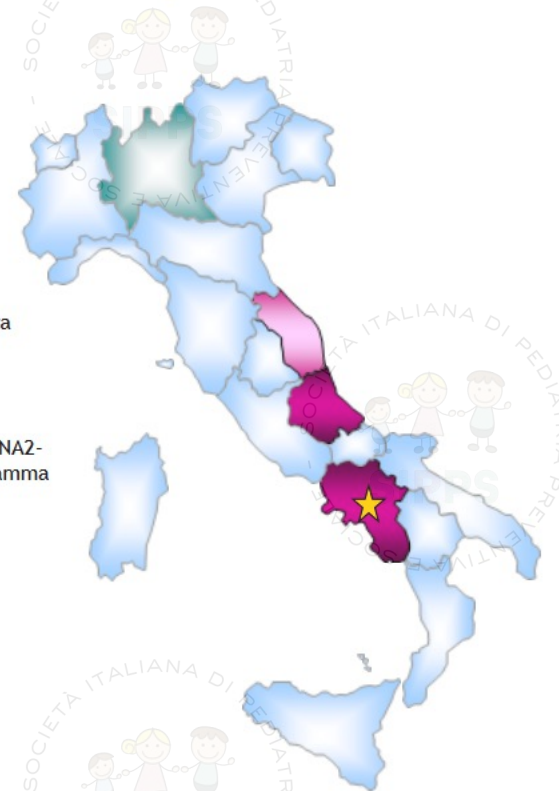 SOCIETÀ ITALIANA DI PEDIATRIA PREVENTIVA E SOCIALE
SIPPS
a
SOCIETÀ ITALIANA DI PEDIATRIA PREVENTIVA E SOCIALE
SIPPS
NA2-
amma
SOCIETÀ ITALIANA DI PEDIATRIA